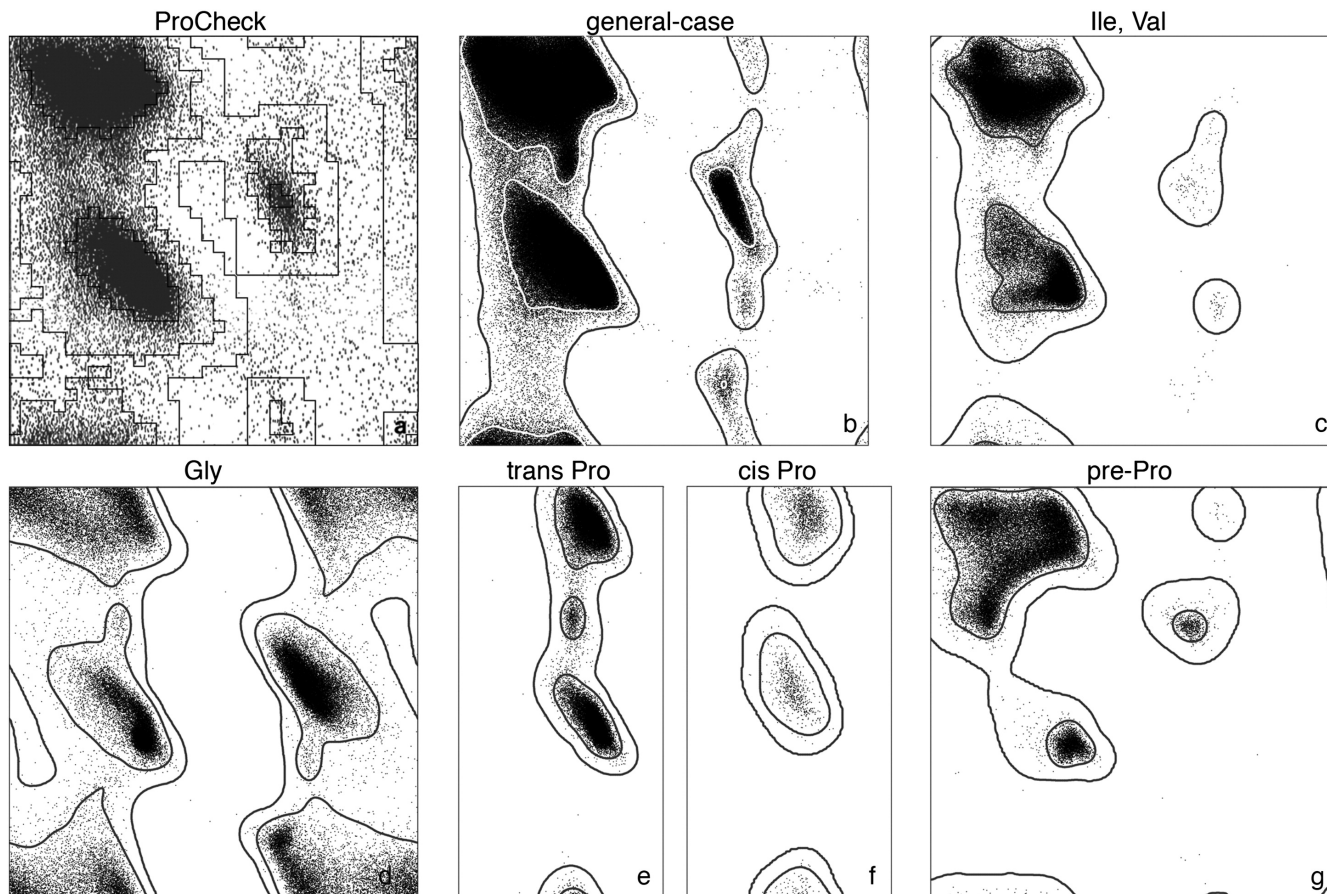 ProCheck
general-case
Ile, Val
a
b
c
Gly
trans Pro
cis Pro
pre-Pro
d
e
f
g